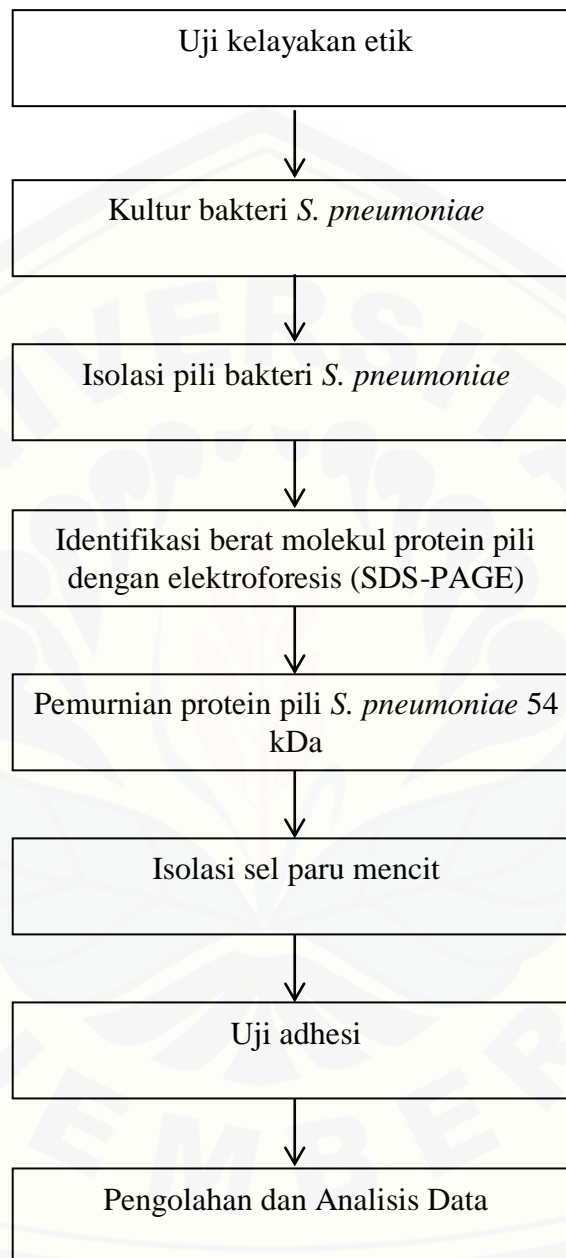 Uji kelayakan etik
Kultur bakteri S. pneumoniae
Isolasi pili bakteri S. pneumoniae
Identifikasi berat molekul protein pili
dengan elektroforesis (SDS-PAGE)
Pemurnian protein pili S. pneumoniae 54
kDa
Isolasi sel paru mencit
Uji adhesi
Pengolahan dan Analisis Data